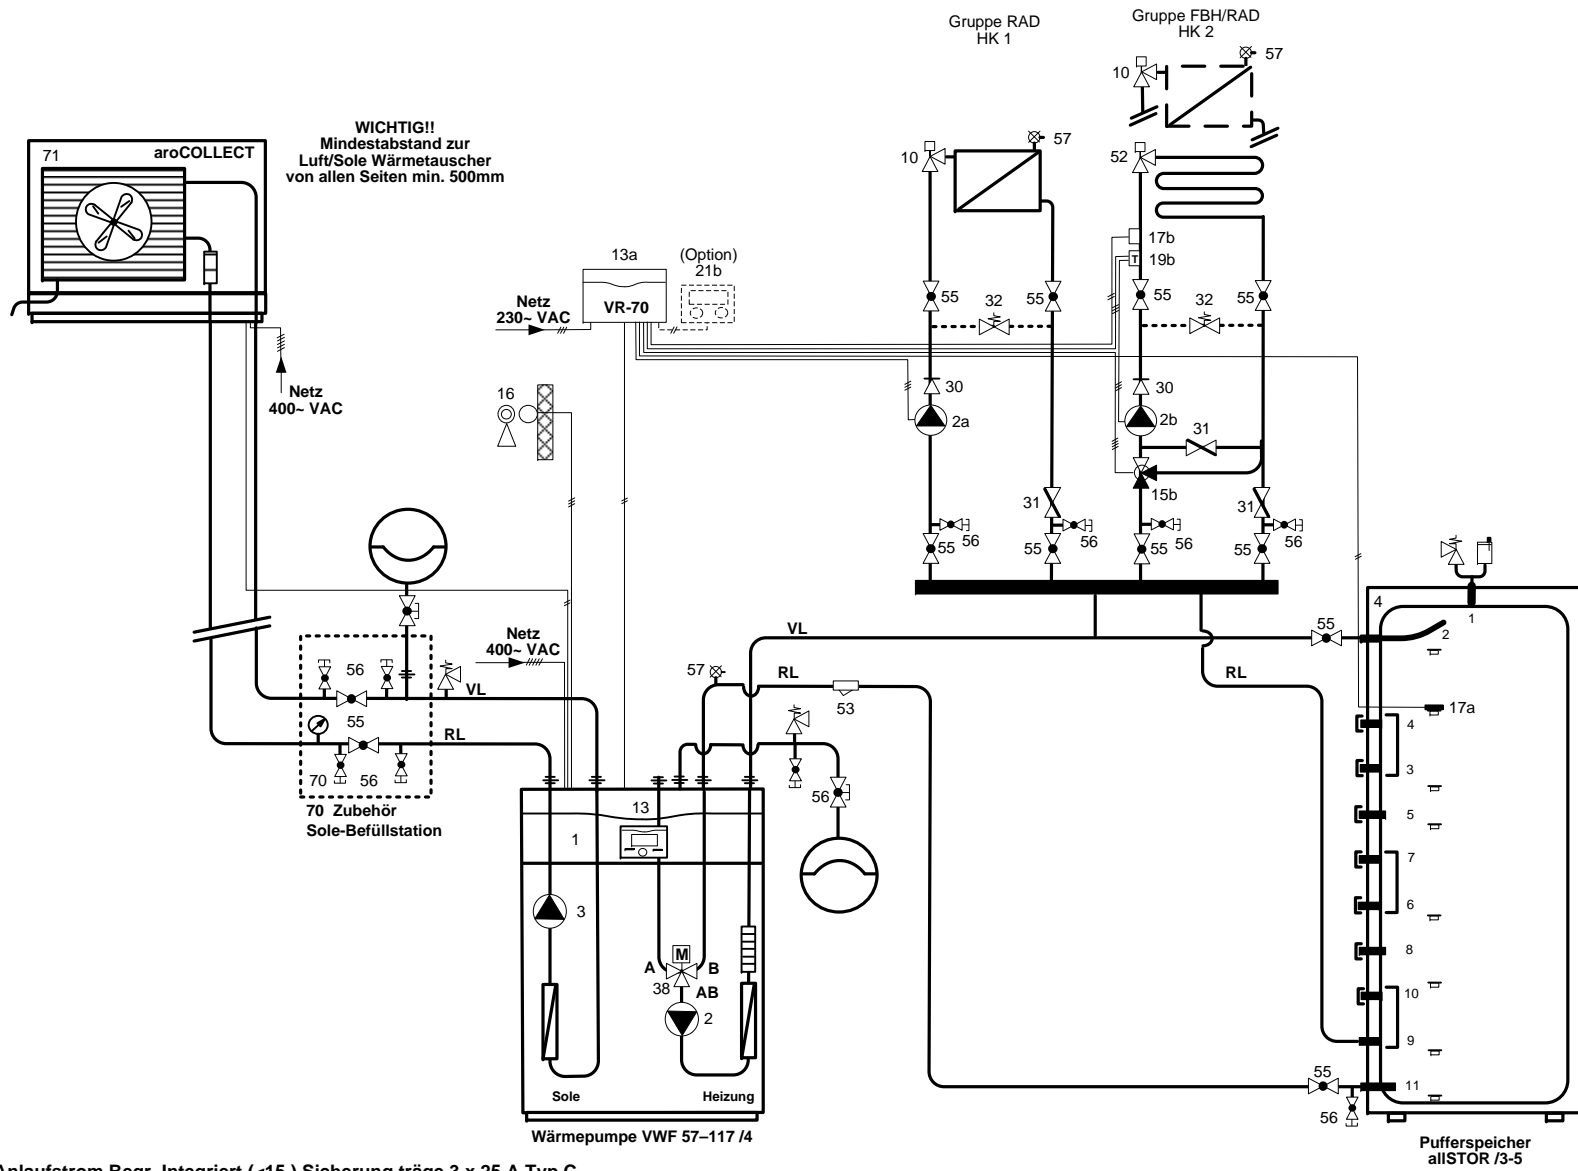 Gruppe RAD
HK 1
Gruppe FBH/RAD
HK 2
57
10
WICHTIG!!
Mindestabstand zur
Luft/Sole Wärmetauscher
von allen Seiten min. 500mm
71
aroCOLLECT
57
10
52
17b
19b
13a
(Option)
21b
VR-70
Netz
230~ VAC
55
32
55
55
32
55
Netz
400~ VAC
16
30
2a
30
2b
31
15b
31
31
56
56
56
56
55
55
55
55
4
1
2
Netz
400~ VAC
VL
55
56
VL
57
RL
53
RL
17a
4
55
RL
3
70
56
56
70 Zubehör
Sole-Befüllstation
13
1
5
7
3
6
M
A
B
38
AB
2
8
10
9
55
11
56
Sole
Heizung
Wärmepumpe VWF 57–117 /4
Pufferspeicher
allSTOR /3-5